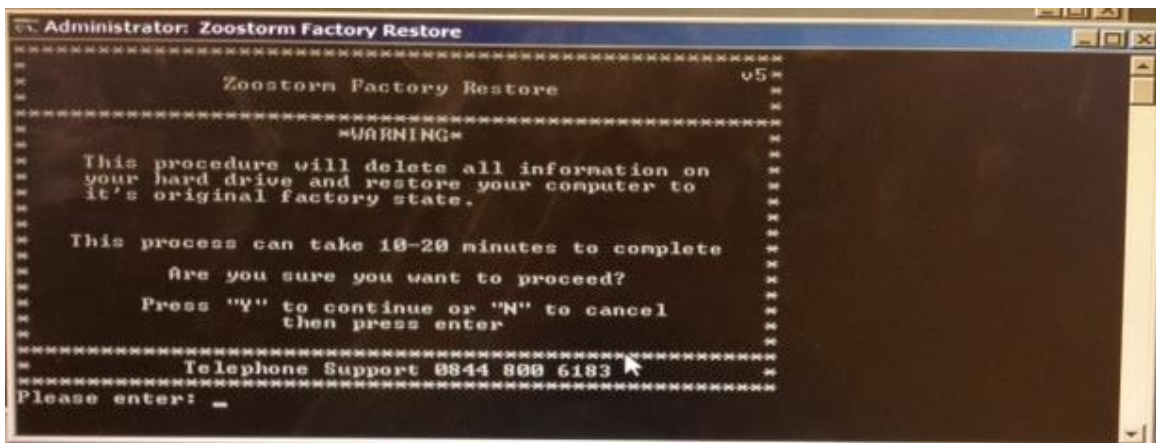 Administrator: Zoostorm Factory Restore
****************************************************
v5*
Zoostorm Factory Restore
****************************************************
*WARNING*
This procedure will delete all information on
your hard drive and restore your computer to
it's original factory state.
This process can take 10-20 minutes to complete
Are you sure you want to proceed?
Press "Y" to continue or "N" to cancel
then press enter
****************************************************
Telephone Support 0844 800 6183
****************************************************
Please enter: _